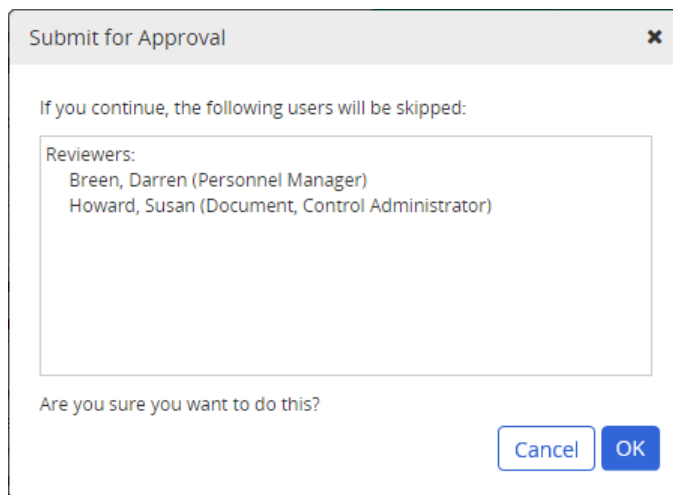 Submit for Approval
If you continue, the following users will be skipped:
Reviewers:
Breen, Darren (Personnel Manager)
Howard, Susan (Document, Control Administrator)
Are you sure you want to do this?
Cancel OK